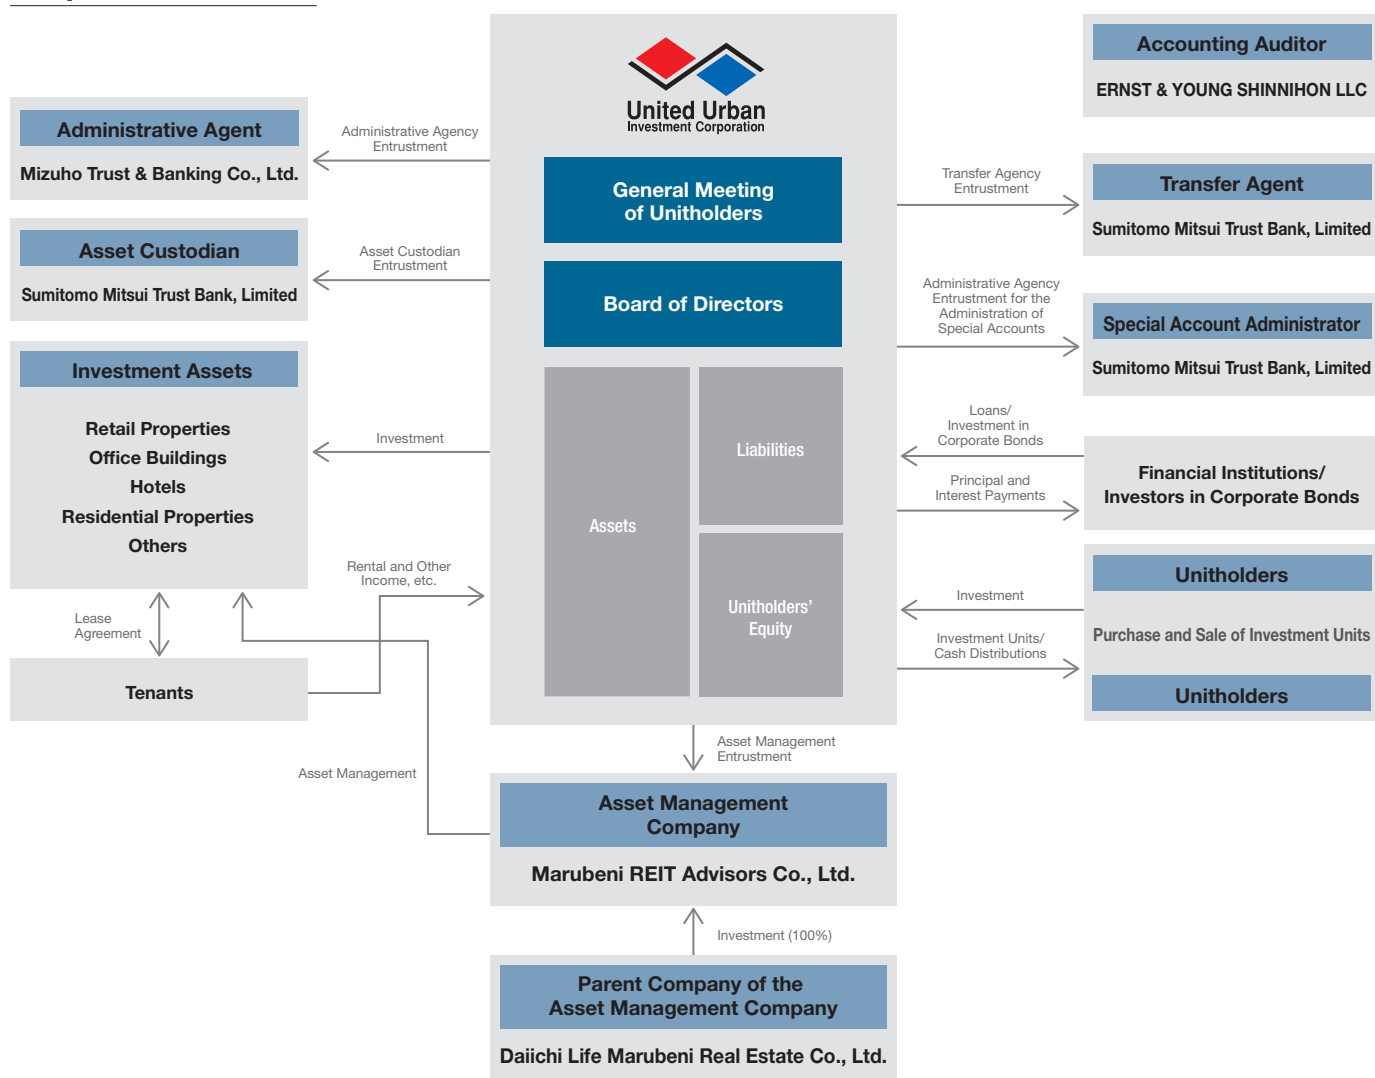 United Urban
Investment Corporation
General Meeting
of Unitholders
Board of Directors
Assets
Liabilities
Unitholders'
Equity
Administrative Agent
Mizuho Trust & Banking Co., Ltd.
Administrative Agency
Entrustment
Asset Custodian
Sumitomo Mitsui Trust Bank, Limited
Asset Custodian
Entrustment
Investment Assets
Retail Properties
Office Buildings
Hotels
Residential Properties
Others
Investment
Lease
Agreement
Tenants
Rental and Other
Income, etc.
Asset Management
Accounting Auditor
ERNST & YOUNG SHINNIHON LLC
Transfer Agency
Entrustment
Transfer Agent
Sumitomo Mitsui Trust Bank, Limited
Administrative Agency
Entrustment for the
Administration of
Special Accounts
Special Account Administrator
Sumitomo Mitsui Trust Bank, Limited
Loans/
Investment in
Corporate Bonds
Principal and
Interest Payments
Financial Institutions/
Investors in Corporate Bonds
Investment
Investment Units/
Cash Distributions
Unitholders
Purchase and Sale of Investment Units
Unitholders
Asset Management
Entrustment
Asset Management
Company
Marubeni REIT Advisors Co., Ltd.
Investment (100%)
Parent Company of the
Asset Management Company
Daiichi Life Marubeni Real Estate Co., Ltd.